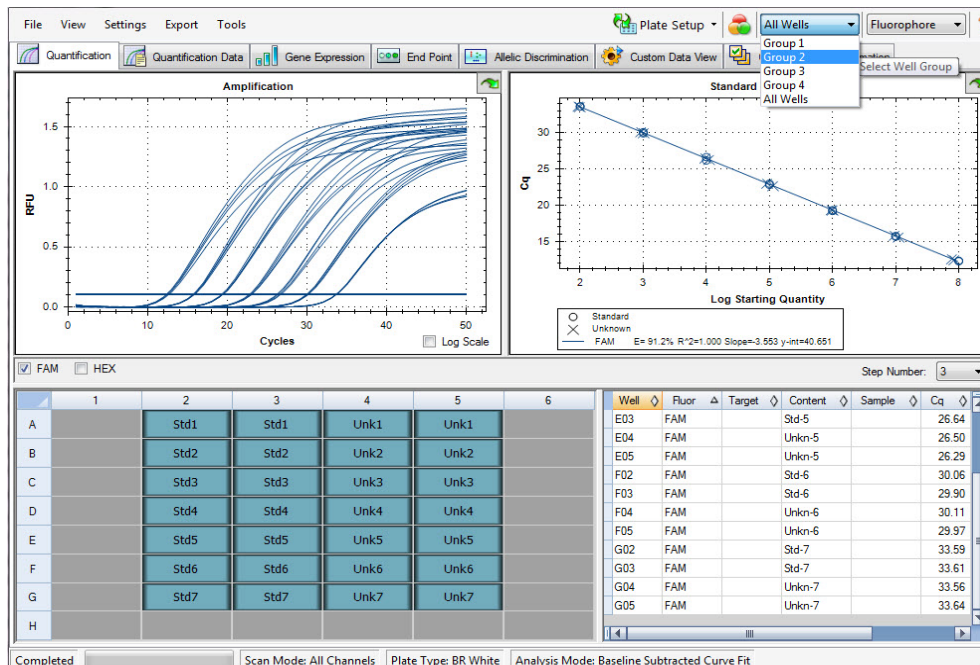 File View Settings Export Tools Plate Setup All Wells Fluorophore
Group 1
Group 2
Group 3
Group 4
All Wells
Select Well Group
Quantification Quantification Data Gene Expression End Point Allelic Discrimination Custom Data View
Amplification
RFU
1.5
1.0
0.5
0.0
0 10 20 30 40 50
Cycles
Log Scale
Standard
Cq
30
25
20
15
2 3 4 5 6 7 8
Log Starting Quantity
Standard
Unknown
FAM E= 91.2% R^2=1.000 Slope=-3.553 y-int=40.651
FAM HEX Step Number: 3
1 2 3 4 5 6
A Std1 Std1 Unk1 Unk1
B Std2 Std2 Unk2 Unk2
C Std3 Std3 Unk3 Unk3
D Std4 Std4 Unk4 Unk4
E Std5 Std5 Unk5 Unk5
F Std6 Std6 Unk6 Unk6
G Std7 Std7 Unk7 Unk7
H
Well Fluor Target Content Sample Cq
E03 FAM Std-5 26.64
E04 FAM Unkn-5 26.50
E05 FAM Unkn-5 26.29
F02 FAM Std-6 30.06
F03 FAM Std-6 29.90
F04 FAM Unkn-6 30.11
F05 FAM Unkn-6 29.97
G02 FAM Std-7 33.59
G03 FAM Std-7 33.61
G04 FAM Unkn-7 33.56
G05 FAM Unkn-7 33.64
Completed Scan Mode: All Channels Plate Type: BR White Analysis Mode: Baseline Subtracted Curve Fit